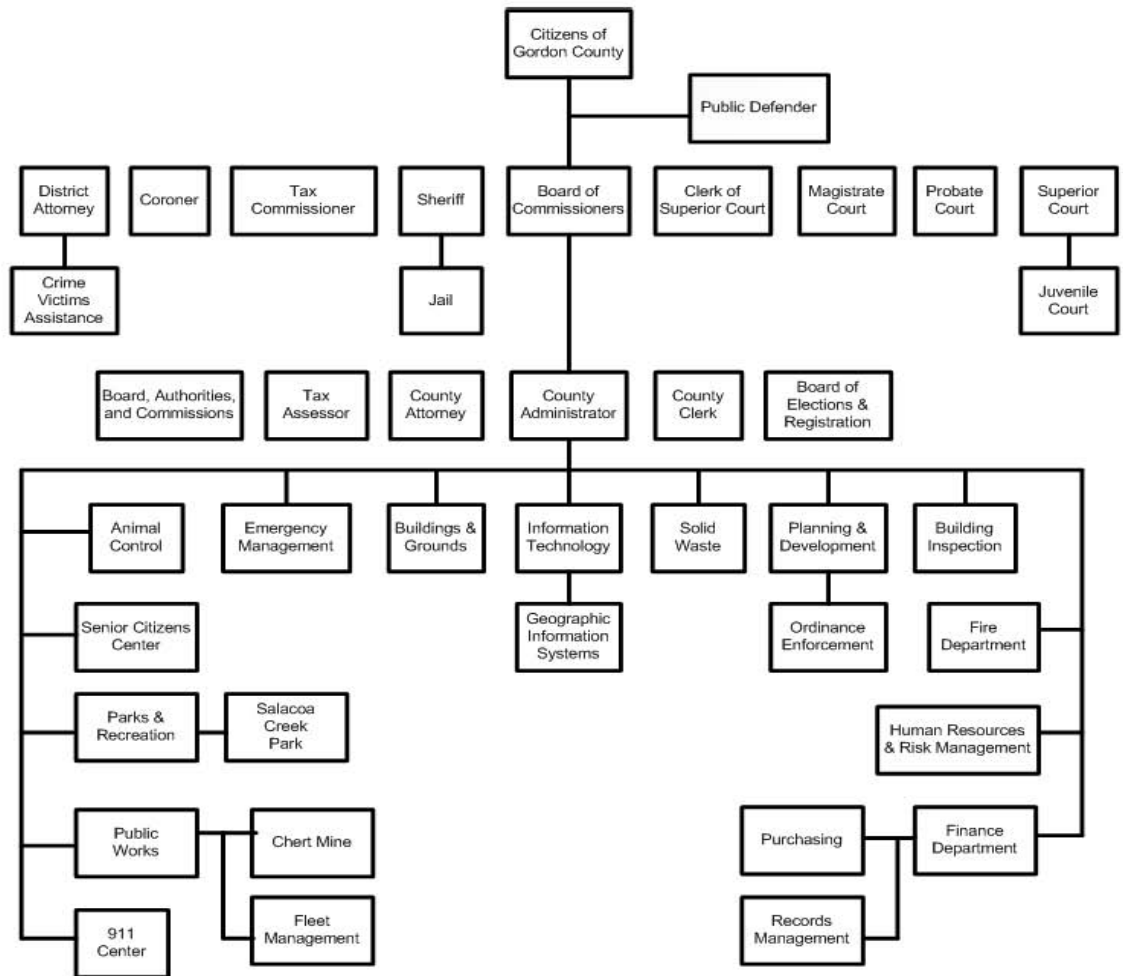 Citizens of
Gordon County
Public Defender
District
Attorney
Coroner
Tax
Commissioner
Sheriff
Board of
Commissioners
Clerk of
Superior Court
Magistrate
Court
Probate
Court
Superior
Court
Crime
Victims
Assistance
Jail
Juvenile
Court
Board, Authorities,
and Commissions
Tax
Assessor
County
Attorney
County
Administrator
County
Clerk
Board of
Elections &
Registration
Animal
Control
Emergency
Management
Buildings &
Grounds
Information
Technology
Solid
Waste
Planning &
Development
Building
Inspection
Senior Citizens
Center
Geographic
Information
Systems
Ordinance
Enforcement
Fire
Department
Parks &
Recreation
Salacoa
Creek
Park
Human Resources
& Risk Management
Public
Works
Chert Mine
Purchasing
Finance
Department
911
Center
Fleet
Management
Records
Management